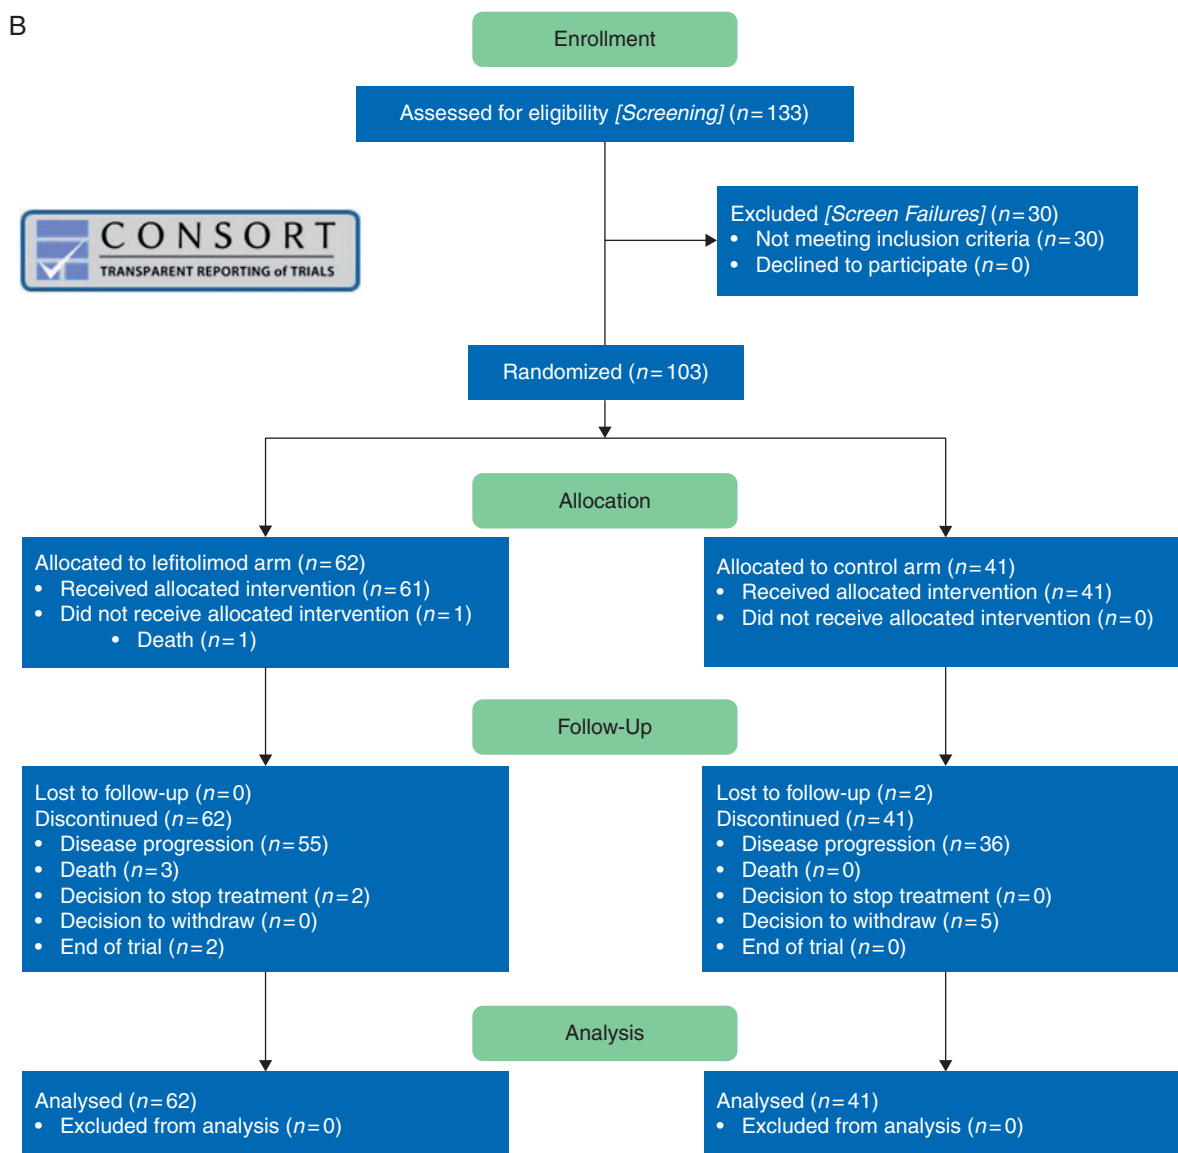 B
Enrollment
Assessed for eligibility [Screening] (n=133)
CONSORT
TRANSPARENT REPORTING of TRIALS
Excluded [Screen Failures] (n=30)
• Not meeting inclusion criteria (n=30)
• Declined to participate (n=0)
Randomized (n=103)
Allocation
Allocated to lefitolimod arm (n=62)
• Received allocated intervention (n=61)
• Did not receive allocated intervention (n=1)
• Death (n=1)
Allocated to control arm (n=41)
• Received allocated intervention (n=41)
• Did not receive allocated intervention (n=0)
Follow-Up
Lost to follow-up (n=0)
Discontinued (n=62)
• Disease progression (n=55)
• Death (n=3)
• Decision to stop treatment (n=2)
• Decision to withdraw (n=0)
• End of trial (n=2)
Lost to follow-up (n=2)
Discontinued (n=41)
• Disease progression (n=36)
• Death (n=0)
• Decision to stop treatment (n=0)
• Decision to withdraw (n=5)
• End of trial (n=0)
Analysis
Analysed (n=62)
• Excluded from analysis (n=0)
Analysed (n=41)
• Excluded from analysis (n=0)